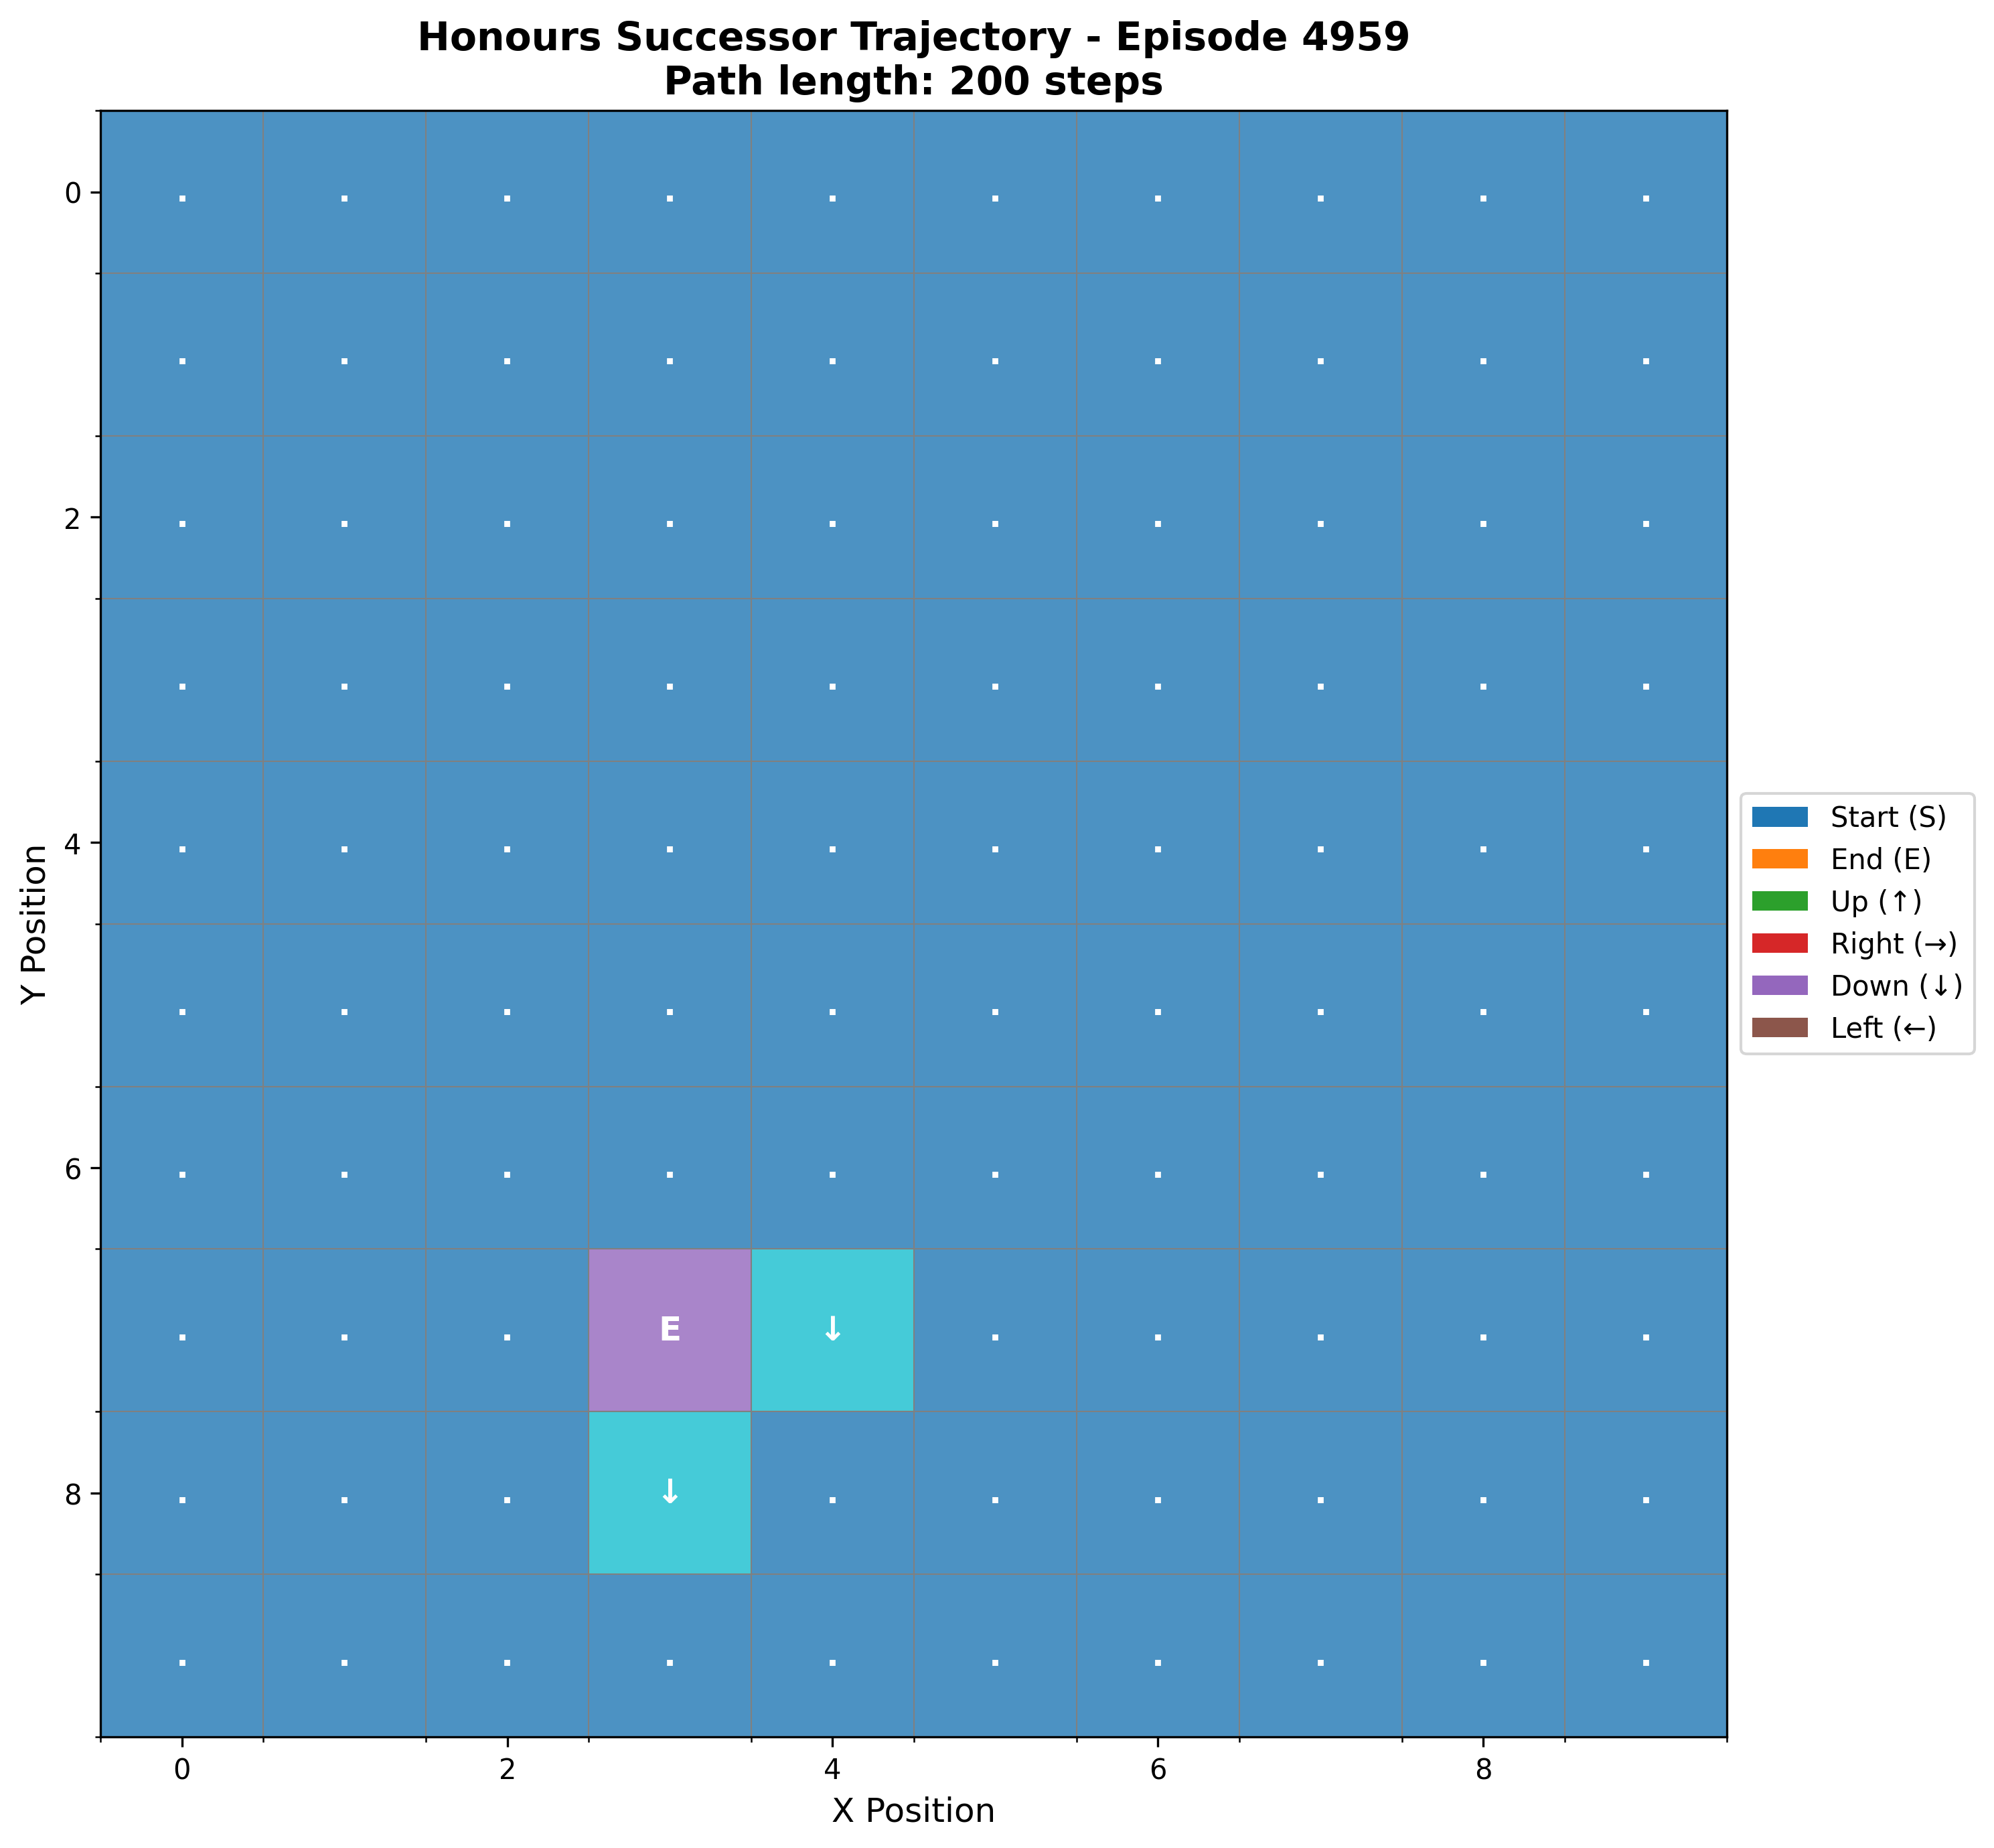 Honours Successor Trajectory - Episode 4959
Path length: 200 steps
0
2
4
6
8
Y Position
E ↓
↓
0 2 4 6 8
X Position
Start (S)
End (E)
Up (↑)
Right (→)
Down (↓)
Left (←)